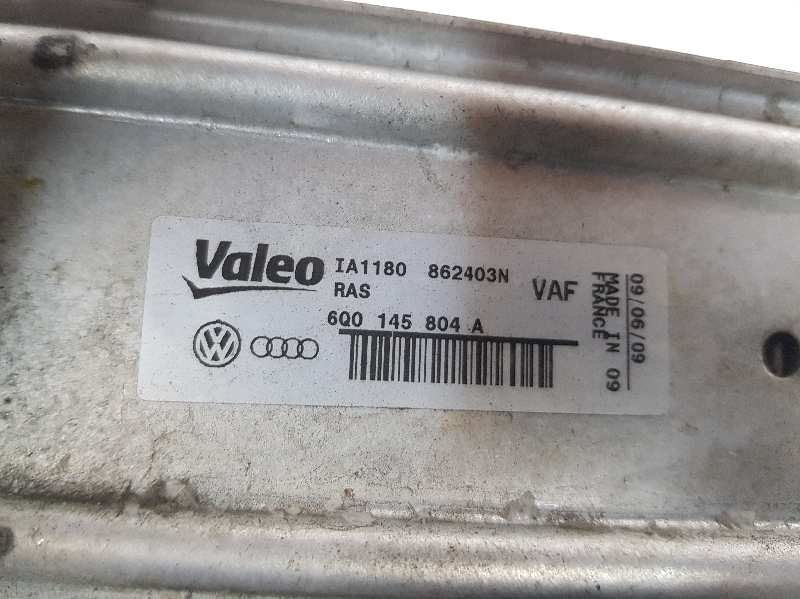 Valeo IA1180 862403N
RAS VAF
6Q0 145 804 A
09/06/09
MADE IN 09
FRANCE